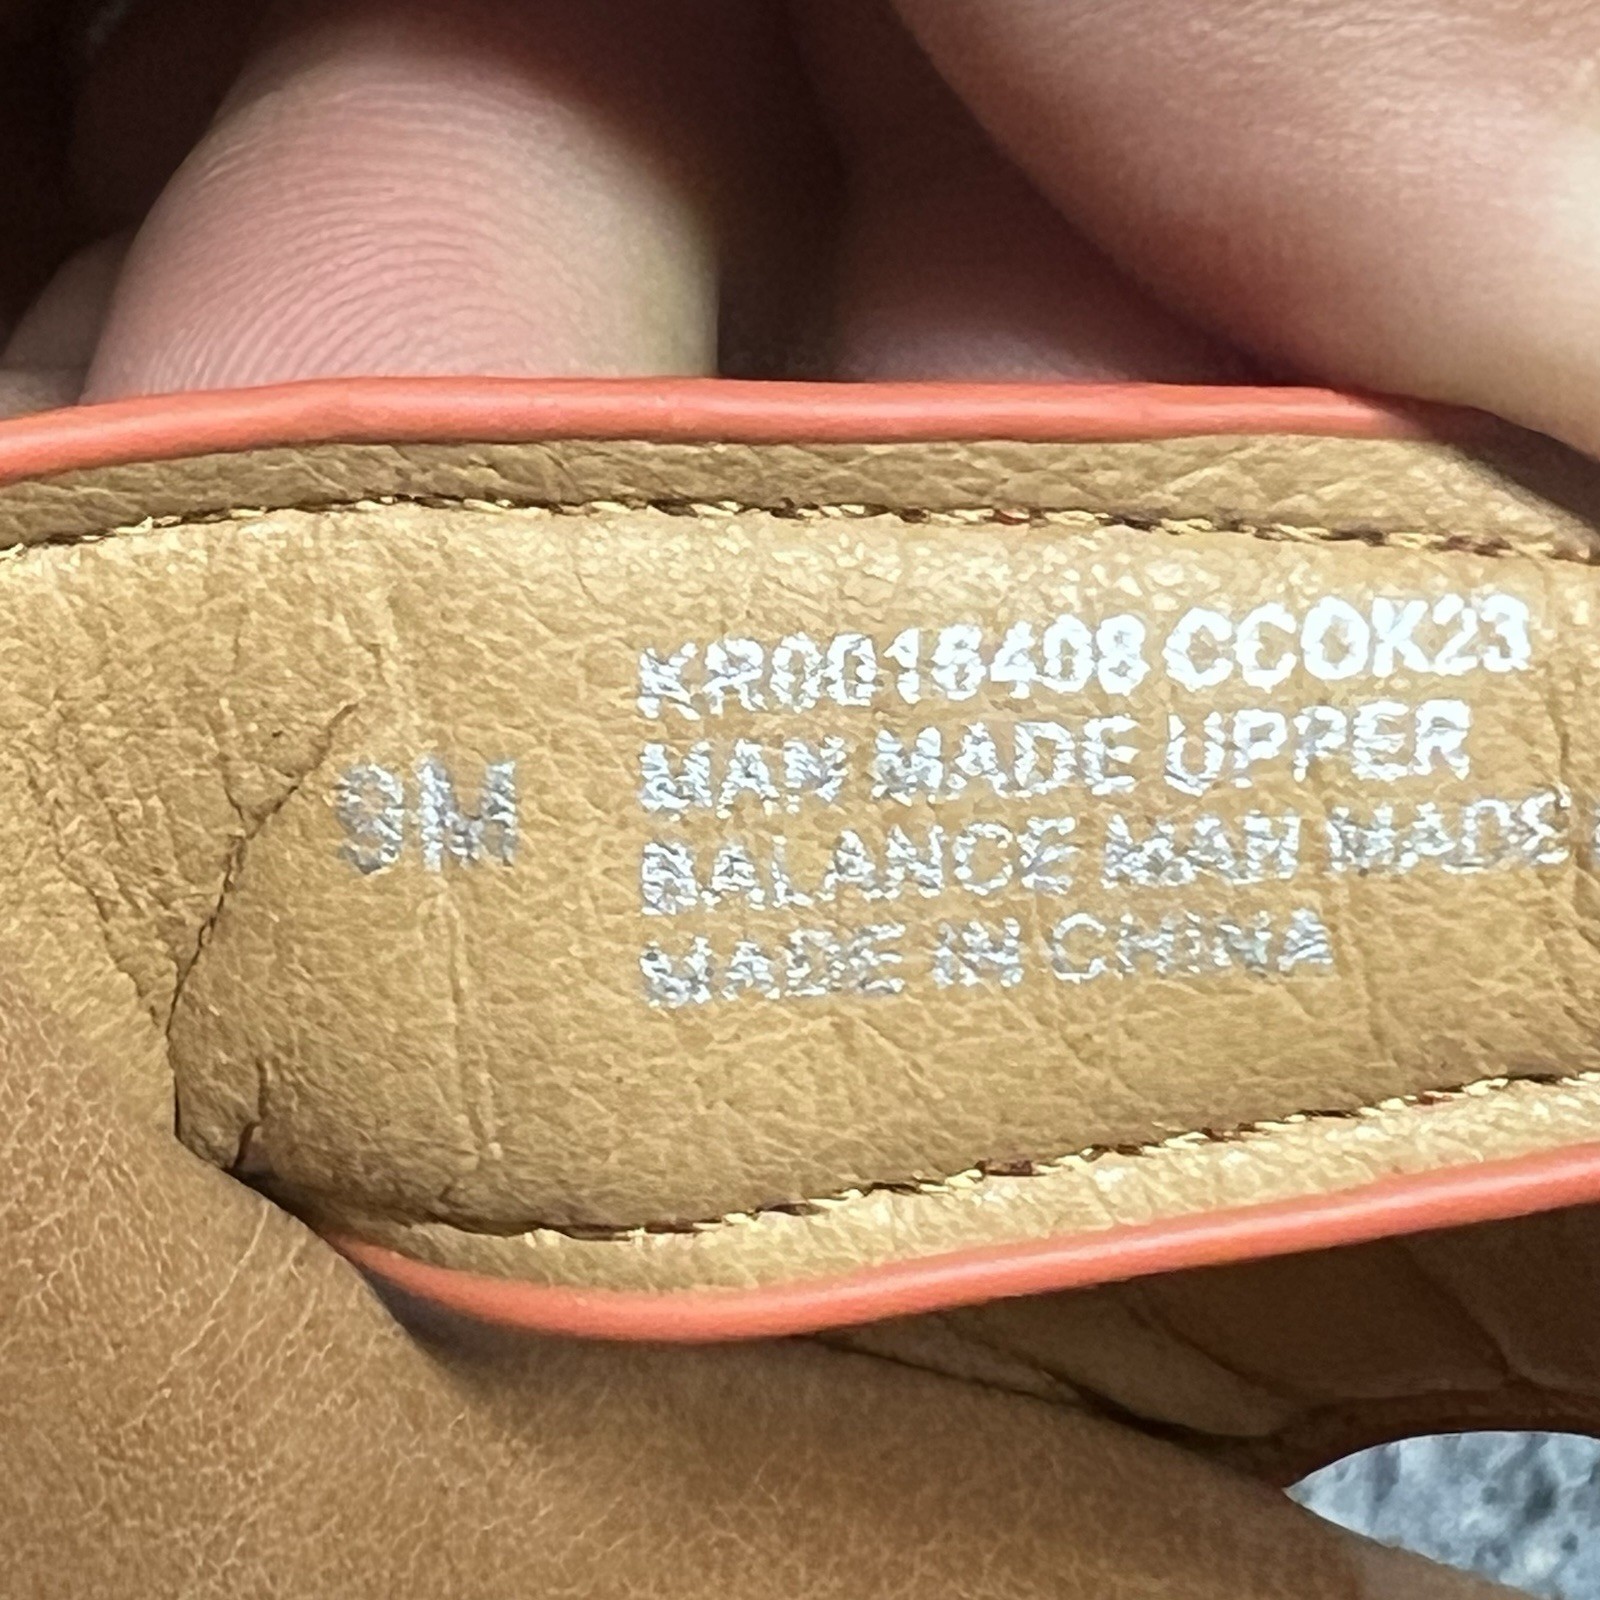 9M
KR0016408 CCOK23
MAN MADE UPPER
BALANCE MAN MADE
MADE IN CHINA